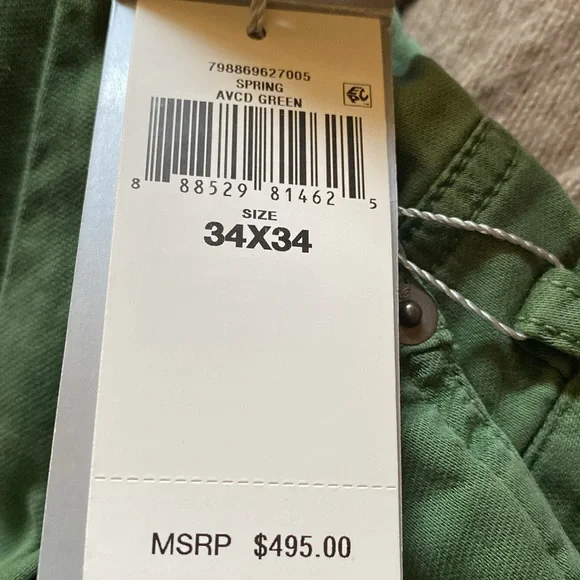 798869627005
SPRING
AVCD GREEN
8 88529 81462 5
SIZE
34X34
MSRP $495.00